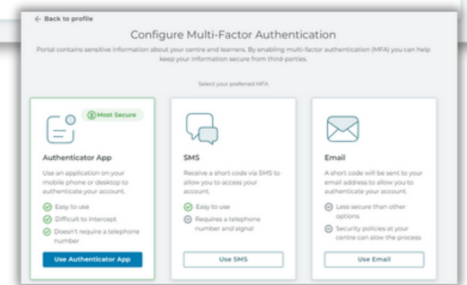 ← Back to profile
Configure Multi-Factor Authentication
Portal contains sensitive information about your centre and learners. By enabling multi-factor authentication (MFA) you can help
keep your information secure from third-parties.
Select your preferred MFA
Most Secure
Authenticator App
Use an application on your
mobile phone or desktop to
authenticate your account.
Easy to use
Difficult to intercept
Doesn't require a telephone
number
Use Authenticator App
SMS
Receive a short code via SMS to
allow you to access your
account.
Easy to use
Requires a telephone
number and signal
Use SMS
Email
A short code will be sent to your
email address to allow you to
authenticate your account.
Less secure than other
options
Security policies at your
centre can slow the process
Use Email